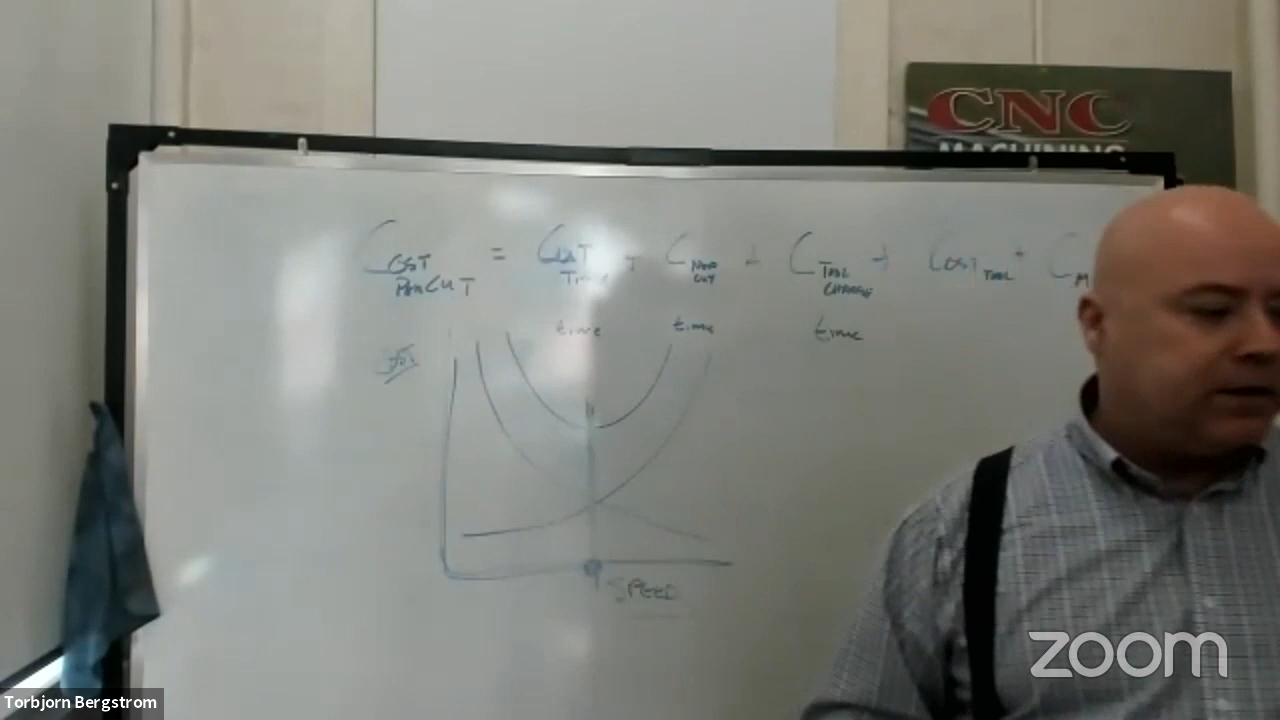 CNC
MACHINING
COST PER CUT = CUT TIME + C NON CUT + C TOOL CHANGE + COST TOOL + C M
time time time
SPEED
zoom
Torbjorn Bergstrom